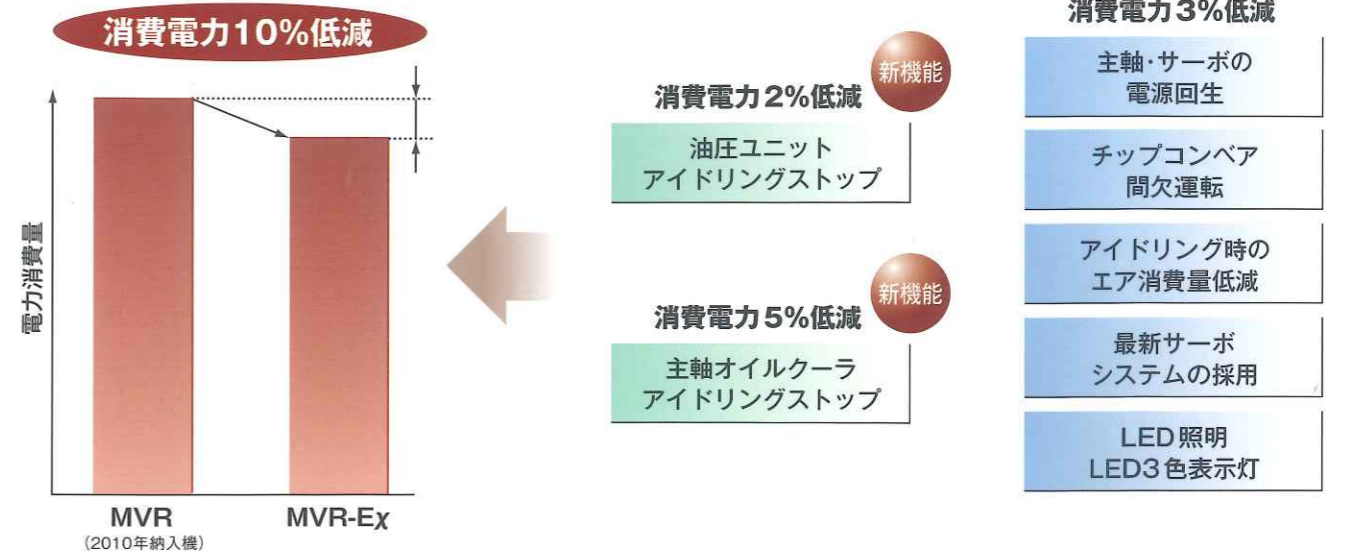 消費電力10%低減
電力消費量
MVR
(2010年納入機)
MVR-Eχ
新機能
消費電力2%低減
油圧ユニット
アイドリングストップ
新機能
消費電力5%低減
主軸オイルクーラ
アイドリングストップ
消費電力3%低減
主軸・サーボの
電源回生
チップコンベア
間欠運転
アイドリング時の
エア消費量低減
最新サーボ
システムの採用
LED照明
LED3色表示灯